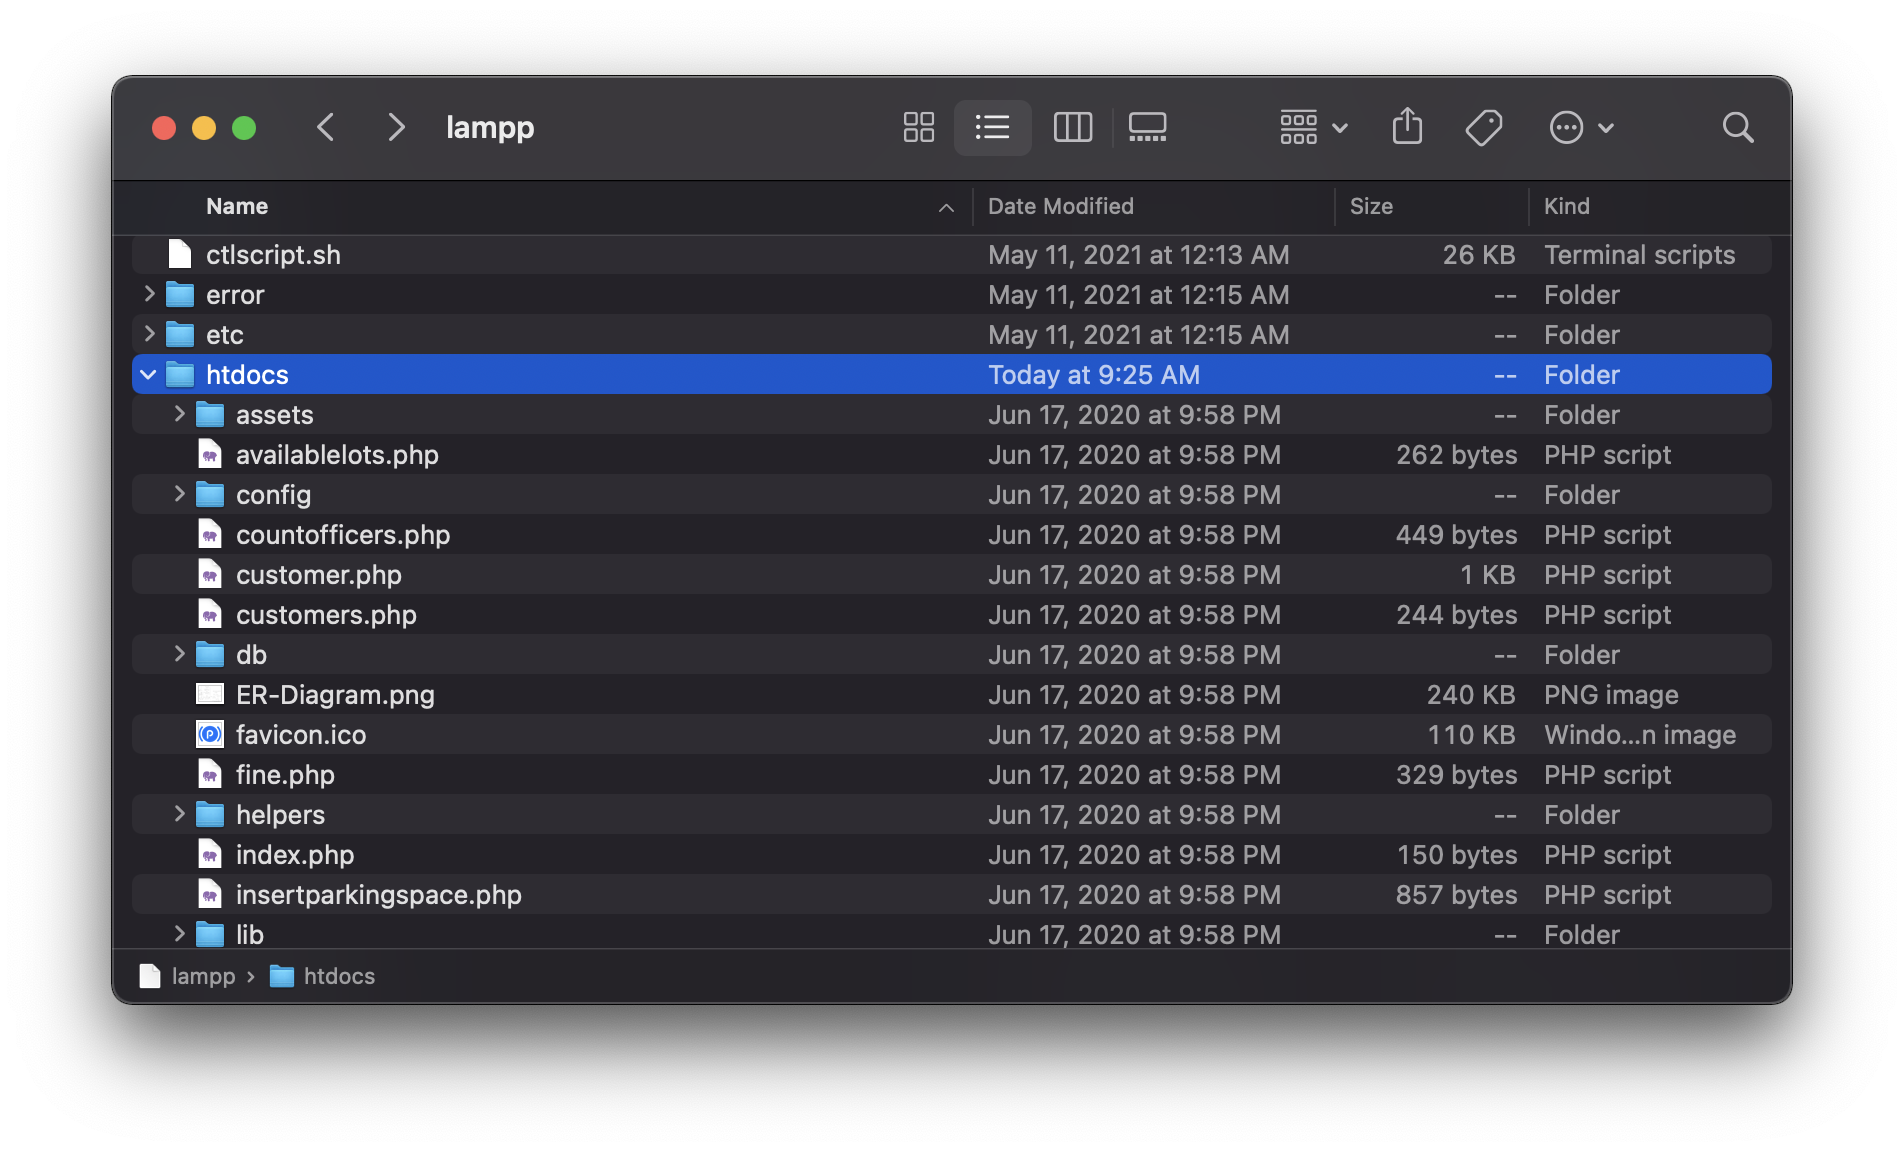 lampp
Name Date Modified Size Kind
ctlscript.sh May 11, 2021 at 12:13 AM 26 KB Terminal scripts
error May 11, 2021 at 12:15 AM -- Folder
etc May 11, 2021 at 12:15 AM -- Folder
htdocs Today at 9:25 AM -- Folder
assets Jun 17, 2020 at 9:58 PM -- Folder
availablelots.php Jun 17, 2020 at 9:58 PM 262 bytes PHP script
config Jun 17, 2020 at 9:58 PM -- Folder
countofficers.php Jun 17, 2020 at 9:58 PM 449 bytes PHP script
customer.php Jun 17, 2020 at 9:58 PM 1 KB PHP script
customers.php Jun 17, 2020 at 9:58 PM 244 bytes PHP script
db Jun 17, 2020 at 9:58 PM -- Folder
ER-Diagram.png Jun 17, 2020 at 9:58 PM 240 KB PNG image
favicon.ico Jun 17, 2020 at 9:58 PM 110 KB Windo...n image
fine.php Jun 17, 2020 at 9:58 PM 329 bytes PHP script
helpers Jun 17, 2020 at 9:58 PM -- Folder
index.php Jun 17, 2020 at 9:58 PM 150 bytes PHP script
insertparkingspace.php Jun 17, 2020 at 9:58 PM 857 bytes PHP script
lib Jun 17, 2020 at 9:58 PM -- Folder
lampp › htdocs